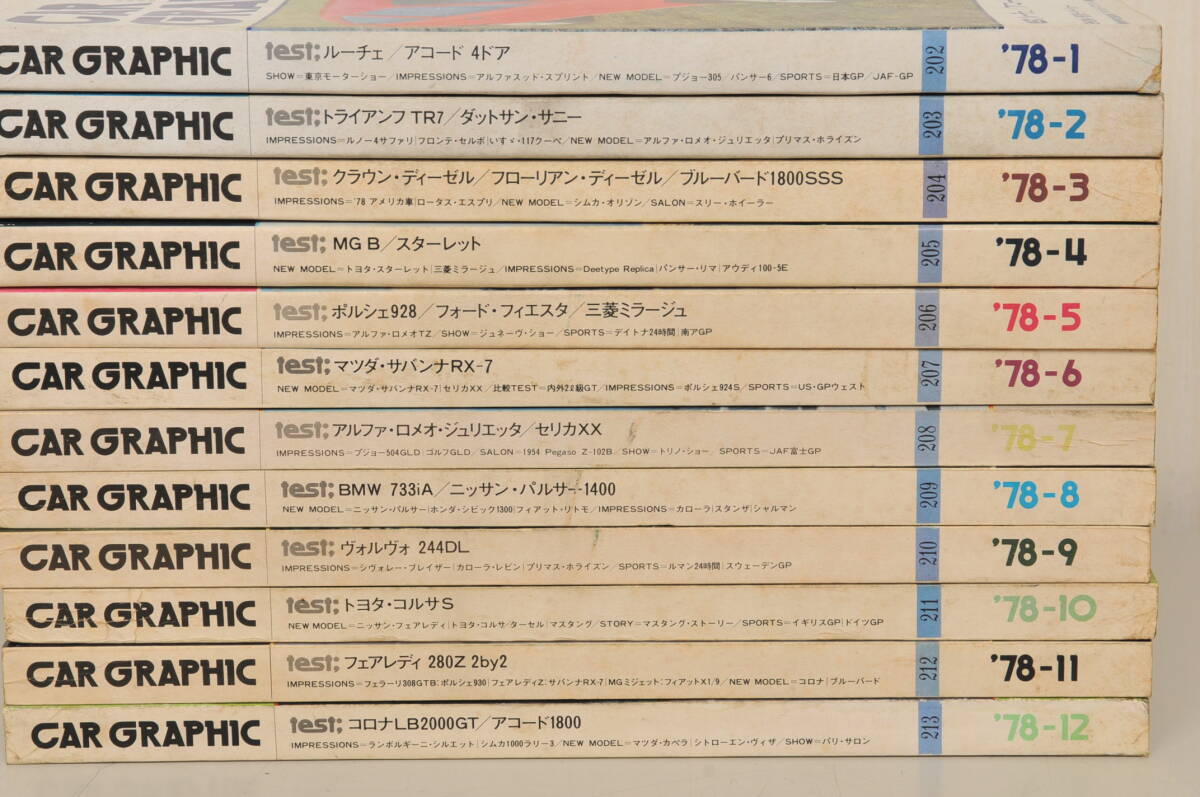 CAR GRAPHIC
test; ルーチェ／アコード 4ドア
SHOW=東京モーターショー／IMPRESSIONS=アルファスッド・スプリント／NEW MODEL=プジョー305／パンサー6／SPORTS=日本GP／JAF-GP
202
'78-1
CAR GRAPHIC
test; トライアンフ TR7／ダットサン・サニー
IMPRESSIONS=ルノー4サファリ|フロンテ・セルボ|いすゞ・117クーペ／NEW MODEL=アルファ・ロメオ・ジュリエッタ|プリマス・ホライズン
203
'78-2
CAR GRAPHIC
test; クラウン・ディーゼル／フローリアン・ディーゼル／ブルーバード1800SSS
IMPRESSIONS='78 アメリカ車|ロータス・エスプリ／NEW MODEL=シムカ・オリゾン／SALON=スリー・ホイーラー
204
'78-3
CAR GRAPHIC
test; MG B／スターレット
NEW MODEL=トヨタ・スターレット|三菱ミラージュ／IMPRESSIONS=Deetype Replica|パンサー・リマ|アウディ100-5E
205
'78-4
CAR GRAPHIC
test; ポルシェ928／フォード・フィエスタ／三菱ミラージュ
IMPRESSIONS=アルファ・ロメオTZ／SHOW=ジュネーヴ・ショー／SPORTS=デイトナ24時間|南アGP
206
'78-5
CAR GRAPHIC
test; マツダ・サバンナRX-7
NEW MODEL=マツダ・サバンナRX-7|セリカXX／比較TEST=内外2ℓ級GT／IMPRESSIONS=ポルシェ924S／SPORTS=US・GPウェスト
207
'78-6
CAR GRAPHIC
test; アルファ・ロメオ・ジュリエッタ／セリカXX
IMPRESSIONS=プジョー504GLD|ゴルフGLD／SALON=1954 Pegaso Z-102B／SHOW=トリノ・ショー／SPORTS=JAF富士GP
208
'78-7
CAR GRAPHIC
test; BMW 733iA／ニッサン・パルサー1400
NEW MODEL=ニッサン・パルサー|ホンダ・シビック1300|フィアット・リトモ／IMPRESSIONS=カローラ|スタンザ|シャルマン
209
'78-8
CAR GRAPHIC
test; ヴォルヴォ 244DL
IMPRESSIONS=シヴォレー・ブレイザー|カローラ・レビン|プリマス・ホライズン／SPORTS=ルマン24時間|スウェーデンGP
210
'78-9
CAR GRAPHIC
test; トヨタ・コルサS
NEW MODEL=ニッサン・フェアレディ|トヨタ・コルサ/ターセル|マスタング／STORY=マスタング・ストーリー／SPORTS=イギリスGP|ドイツGP
211
'78-10
CAR GRAPHIC
test; フェアレディ 280Z 2by2
IMPRESSIONS=フェラーリ308GTB:ポルシェ930|フェアレディZ:サバンナRX-7|MGミジェット:フィアットX1/9／NEW MODEL=コロナ|ブルーバード
212
'78-11
CAR GRAPHIC
test; コロナLB2000GT／アコード1800
IMPRESSIONS=ランボルギーニ・シルエット|シムカ1000ラリー3／NEW MODEL=マツダ・カペラ|シトローエン・ヴィザ／SHOW=パリ・サロン
213
'78-12